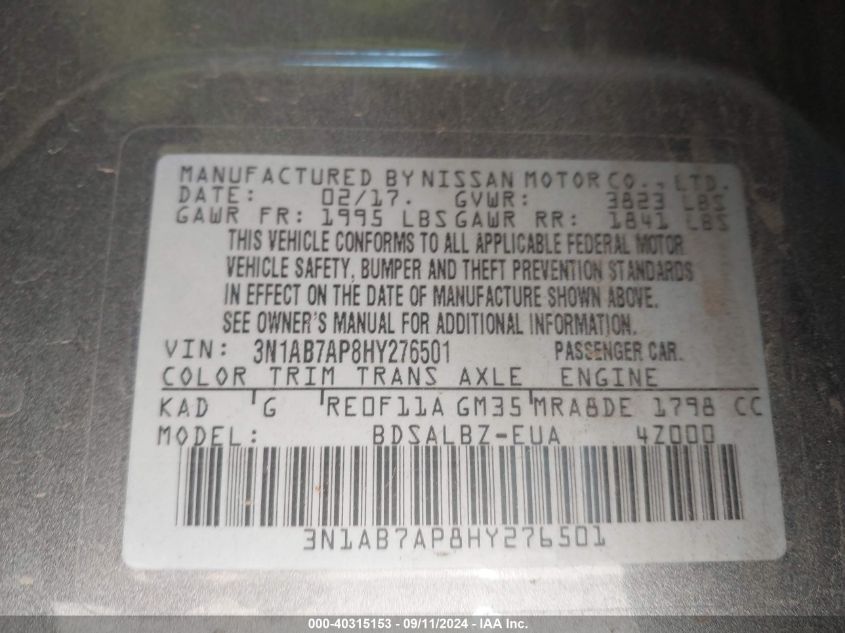 MANUFACTURED BY NISSAN MOTOR CO., LTD.
DATE: 02/17. GVWR: 3823 LBS
GAWR FR: 1995 LBS GAWR RR: 1841 LBS
THIS VEHICLE CONFORMS TO ALL APPLICABLE FEDERAL MOTOR
VEHICLE SAFETY, BUMPER AND THEFT PREVENTION STANDARDS
IN EFFECT ON THE DATE OF MANUFACTURE SHOWN ABOVE.
SEE OWNER'S MANUAL FOR ADDITIONAL INFORMATION.
VIN: 3N1AB7AP8HY276501 PASSENGER CAR.
COLOR TRIM TRANS AXLE ENGINE
KAD G RE0F11A GM35 MRA8DE 1798 CC
MODEL: BDSALBZ-EUA 4Z000
3N1AB7AP8HY276501
000-40315153 - 09/11/2024 - IAA Inc.